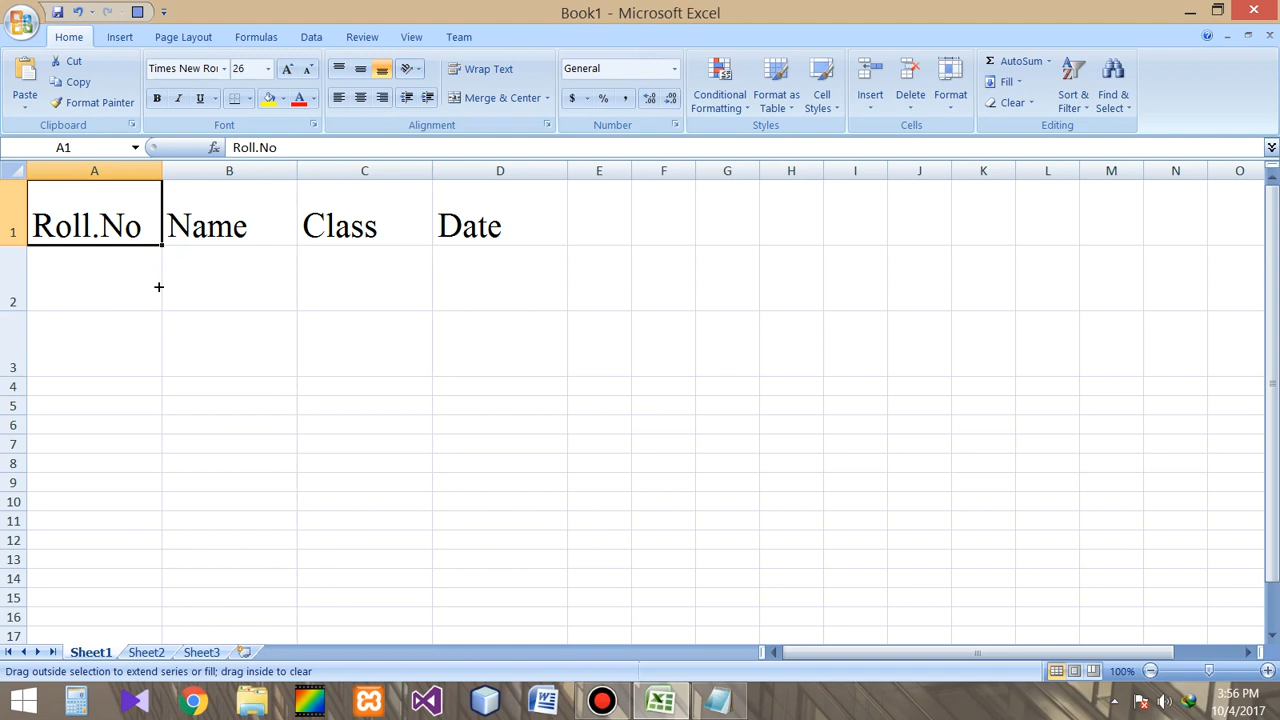 Book1 - Microsoft Excel
Home Insert Page Layout Formulas Data Review View Team
Paste Cut Copy Format Painter Clipboard
Times New Roı 26 A A B I U A Font
Wrap Text Merge & Center Alignment
General $ % , Number
Conditional Formatting Format as Table Cell Styles Styles
Insert Delete Format Cells
Σ AutoSum Fill Clear Sort & Filter Find & Select Editing
A1 fx Roll.No
A B C D E F G H I J K L M N O
1 Roll.No Name Class Date
2
3
4
5
6
7
8
9
10
11
12
13
14
15
16
17
Sheet1 Sheet2 Sheet3
Drag outside selection to extend series or fill; drag inside to clear 100%
3:56 PM
10/4/2017